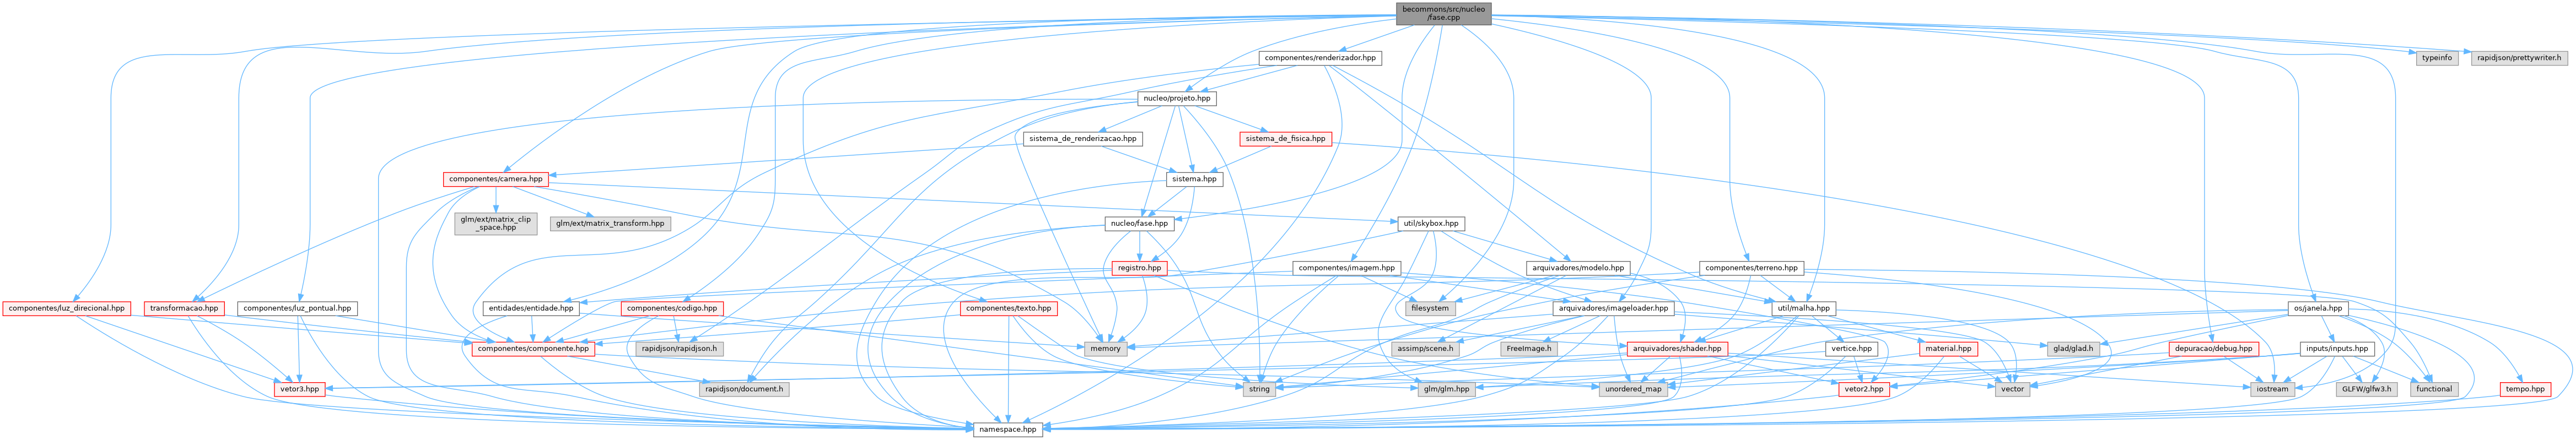 becommons/src/nucleo
/fase.cpp
componentes/renderizador.hpp
typeinfo
rapidjson/prettywriter.h
nucleo/projeto.hpp
sistema_de_renderizacao.hpp
sistema_de_fisica.hpp
componentes/camera.hpp
sistema.hpp
glm/ext/matrix_clip
_space.hpp
glm/ext/matrix_transform.hpp
nucleo/fase.hpp
util/skybox.hpp
registro.hpp
componentes/imagem.hpp
arquivadores/modelo.hpp
componentes/terreno.hpp
componentes/luz_direcional.hpp
transformacao.hpp
componentes/luz_pontual.hpp
entidades/entidade.hpp
componentes/codigo.hpp
componentes/texto.hpp
filesystem
arquivadores/imageloader.hpp
util/malha.hpp
os/janela.hpp
componentes/componente.hpp
rapidjson/rapidjson.h
memory
assimp/scene.h
FreeImage.h
arquivadores/shader.hpp
vertice.hpp
material.hpp
glad/glad.h
depuracao/debug.hpp
inputs/inputs.hpp
vetor3.hpp
rapidjson/document.h
string
unordered_map
glm/glm.hpp
vetor2.hpp
vector
iostream
GLFW/glfw3.h
functional
tempo.hpp
namespace.hpp